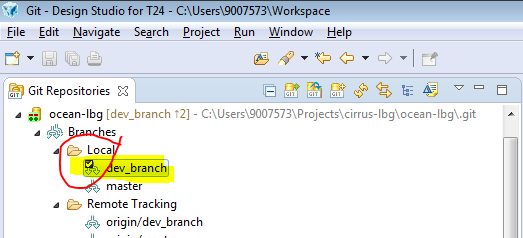 Git - Design Studio for T24 - C:\Users\9007573\Workspace
File Edit Navigate Search Project Run Window Help
Git Repositories
ocean-lbg [dev_branch ↑2] - C:\Users\9007573\Projects\cirrus-lbg\ocean-lbg\.git
Branches
Local
dev_branch
master
Remote Tracking
origin/dev_branch